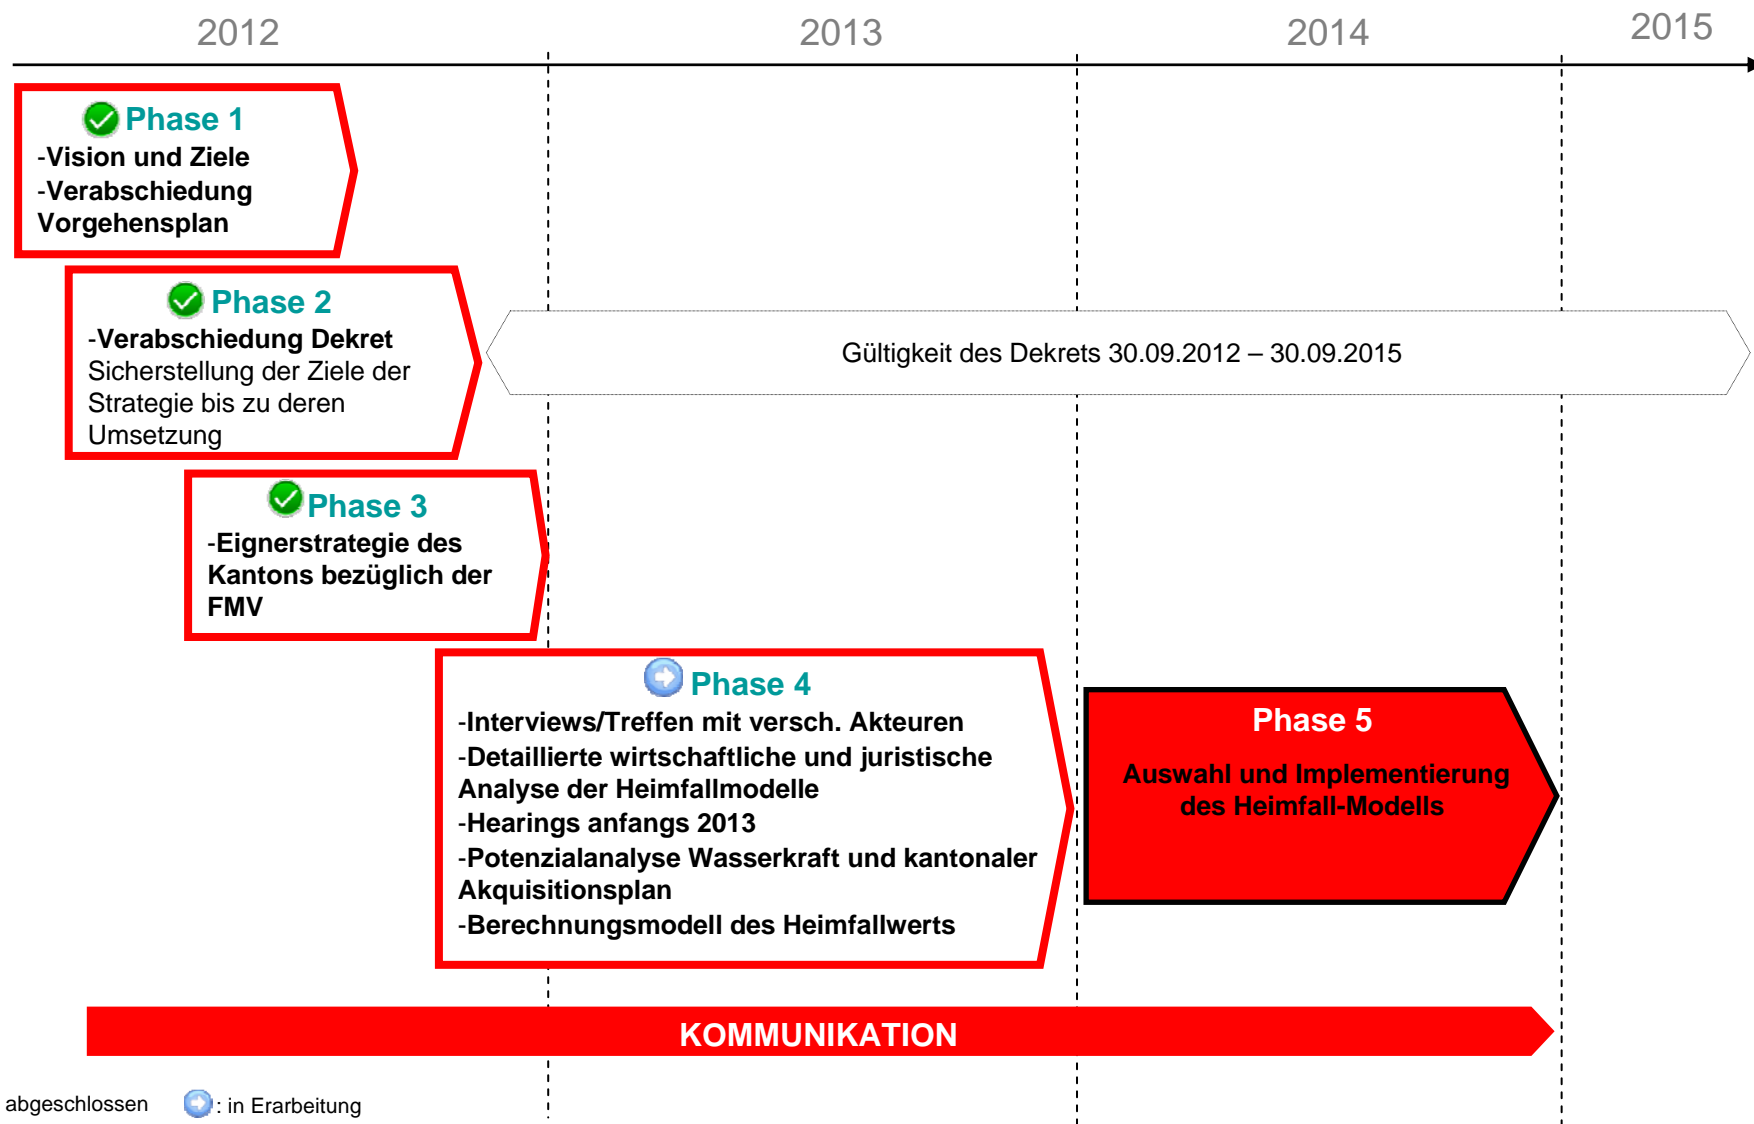 2012
2013
2014
2015
Phase 1
-Vision und Ziele
-Verabschiedung
Vorgehensplan
Phase 2
-Verabschiedung Dekret
Sicherstellung der Ziele der
Strategie bis zu deren
Umsetzung
Gültigkeit des Dekrets 30.09.2012 – 30.09.2015
Phase 3
-Eignerstrategie des
Kantons bezüglich der
FMV
Phase 4
-Interviews/Treffen mit versch. Akteuren
-Detaillierte wirtschaftliche und juristische
Analyse der Heimfallmodelle
-Hearings anfangs 2013
-Potenzialanalyse Wasserkraft und kantonaler
Akquisitionsplan
-Berechnungsmodell des Heimfallwerts
Phase 5
Auswahl und Implementierung
des Heimfall-Modells
KOMMUNIKATION
abgeschlossen
: in Erarbeitung